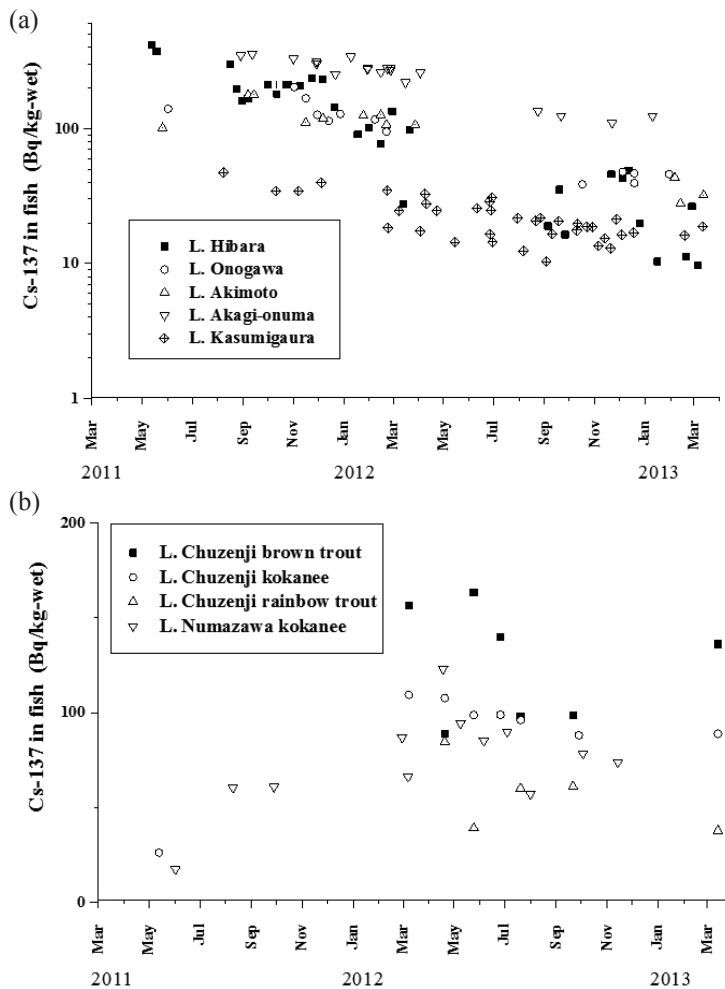 (a)
Cs-137 in fish (Bq/kg-wet)
100
10
1
L. Hibara
L. Onogawa
L. Akimoto
L. Akagi-onuma
L. Kasumigaura
Mar May Jul Sep Nov Jan Mar May Jul Sep Nov Jan Mar
2011 2012 2013
(b)
Cs-137 in fish (Bq/kg-wet)
200
100
0
L. Chuzenji brown trout
L. Chuzenji kokanee
L. Chuzenji rainbow trout
L. Numazawa kokanee
Mar May Jul Sep Nov Jan Mar May Jul Sep Nov Jan Mar
2011 2012 2013